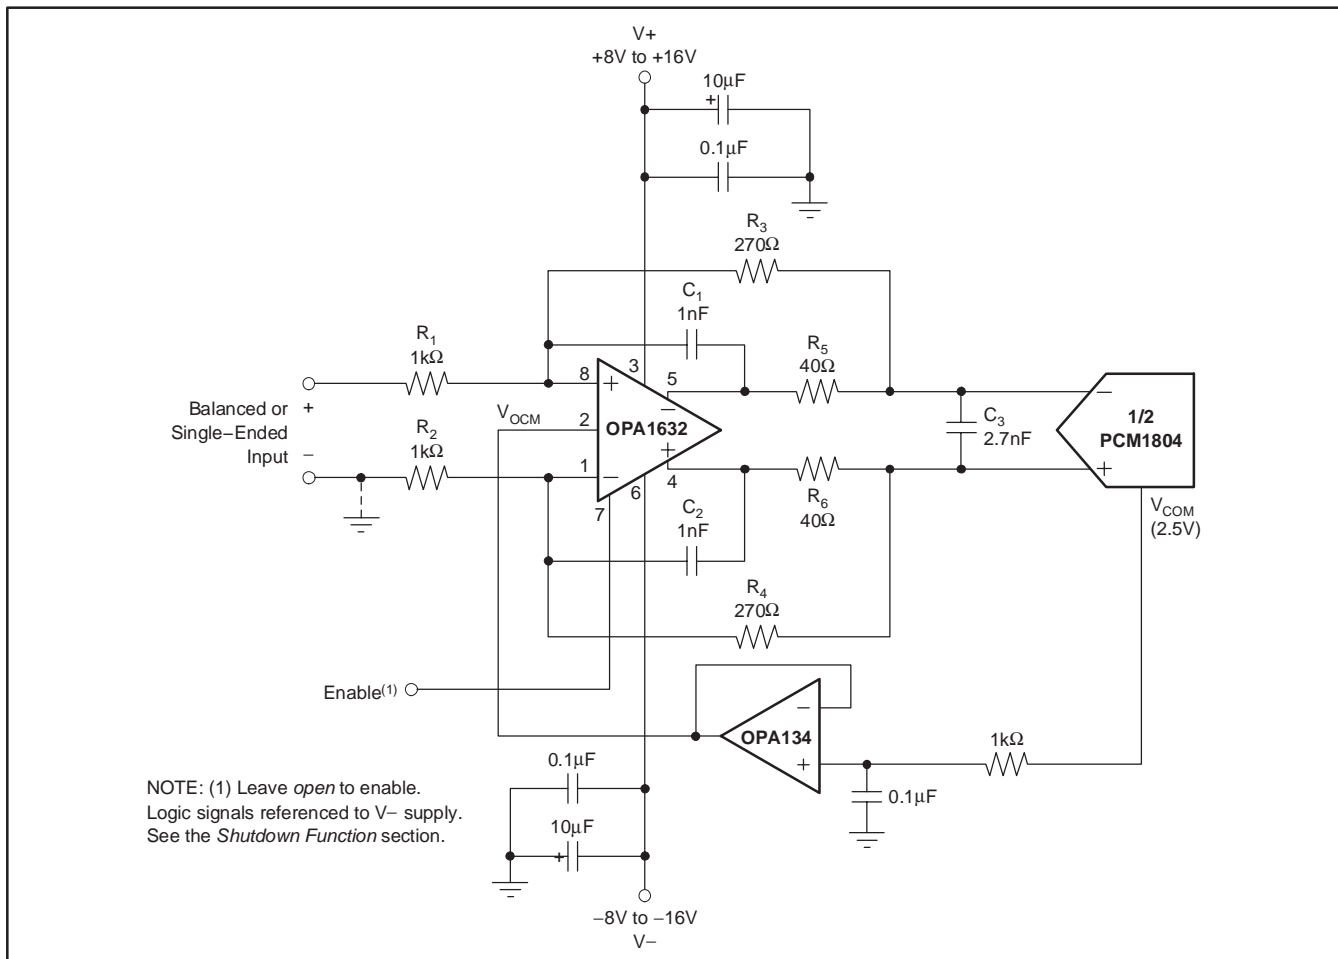 V+
+8V to +16V
10µF
+
0.1µF
R3
270Ω
C1
1nF
R1
1kΩ
R5
40Ω
3
5
8
+
−
Balanced or
Single−Ended
Input
+
−
VOCM
2
OPA1632
R2
1kΩ
1
−
+
4
6
7
C3
2.7nF
−
1/2
PCM1804
+
R6
40Ω
C2
1nF
VCOM
(2.5V)
R4
270Ω
Enable(1)
−
OPA134
+
1kΩ
0.1µF
0.1µF
10µF
+
NOTE: (1) Leave open to enable.
Logic signals referenced to V− supply.
See the Shutdown Function section.
−8V to −16V
V−